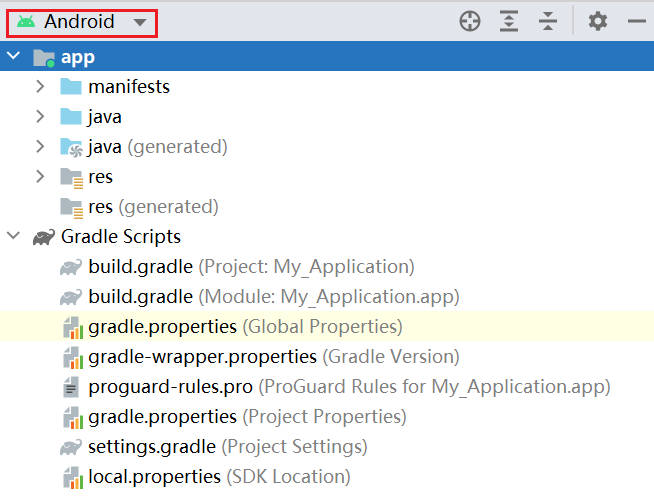 Android
app
manifests
java
java (generated)
res
res (generated)
Gradle Scripts
build.gradle (Project: My_Application)
build.gradle (Module: My_Application.app)
gradle.properties (Global Properties)
gradle-wrapper.properties (Gradle Version)
proguard-rules.pro (ProGuard Rules for My_Application.app)
gradle.properties (Project Properties)
settings.gradle (Project Settings)
local.properties (SDK Location)